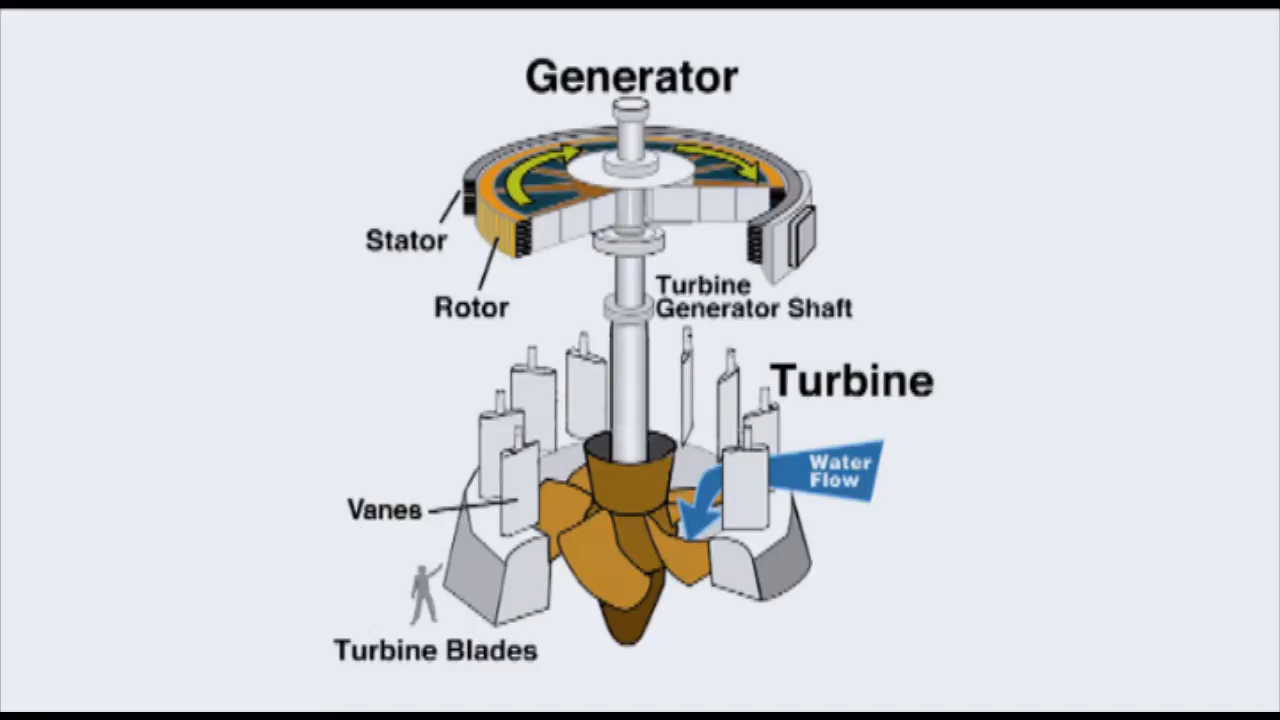 Generator
Stator
Rotor
Turbine
Generator Shaft
Turbine
Water
Flow
Vanes
Turbine Blades